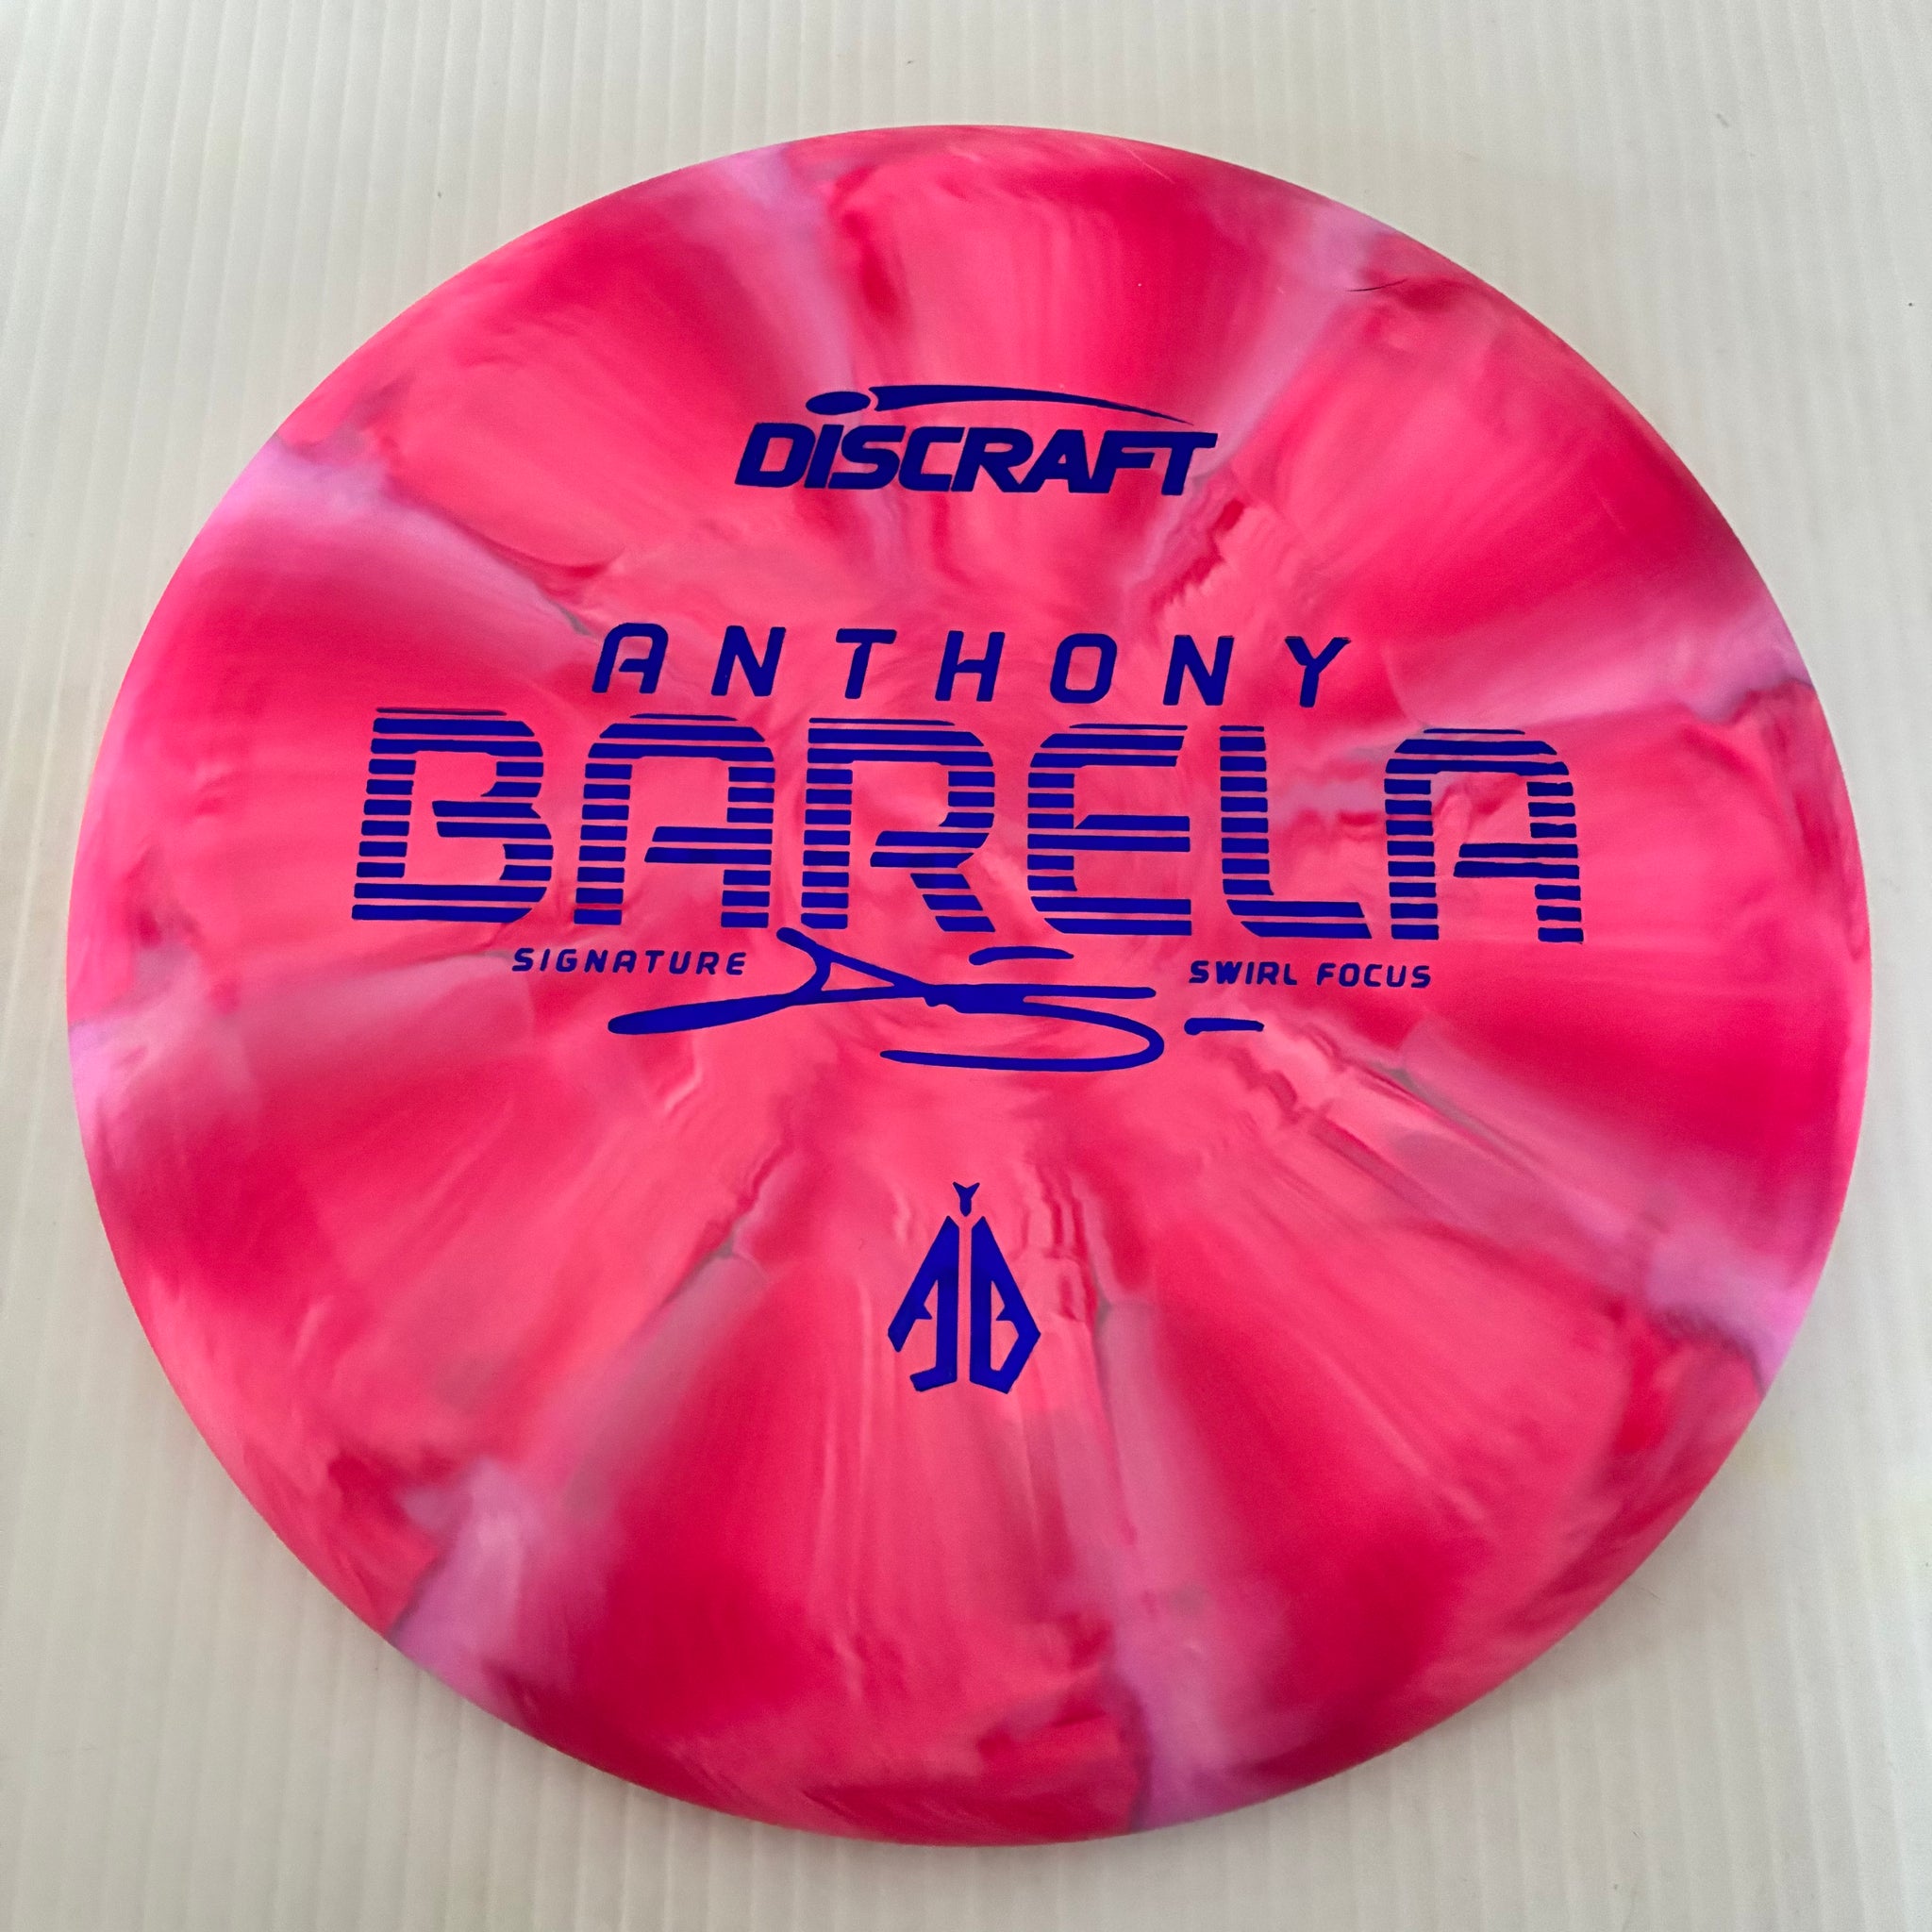 DISCRAFT
ANTHONY
BARELA
SIGNATURE SWIRL FOCUS
AB